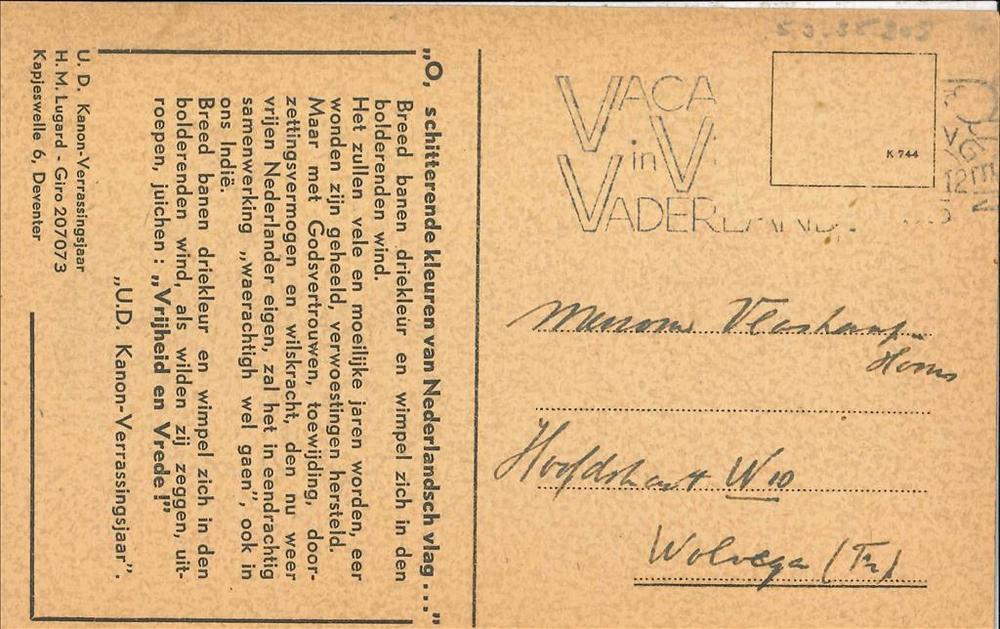 „O, schitterende kleuren van Nederlandsch vlag . . ."
Breed banen driekleur en wimpel zich in den
bolderenden wind.
Het zullen vele en moeilijke jaren worden, eer
wonden zijn geheeld, verwoestingen hersteld.
Maar met Godsvertrouwen, toewijding, door-
zettingsvermogen en wilskracht, den nu weer
vrijen Nederlander eigen, zal het in eendrachtig
samenwerking „waerachtigh wel gaen", ook in
ons Indië.
Breed banen driekleur en wimpel zich in den
bolderenden wind, als wilden zij zeggen, uit-
roepen, juichen : „Vrijheid en Vrede !"
„U.D. Kanon-Verrassingsjaar".
U. D. Kanon-Verrassingsjaar
H. M. Lugard - Giro 207073
Kapjeswelle 6, Deventer
VACA
in V
VADERLAND.
K 744
VGE
12
Hoofdstraat W 10
Wolvega (Fr)